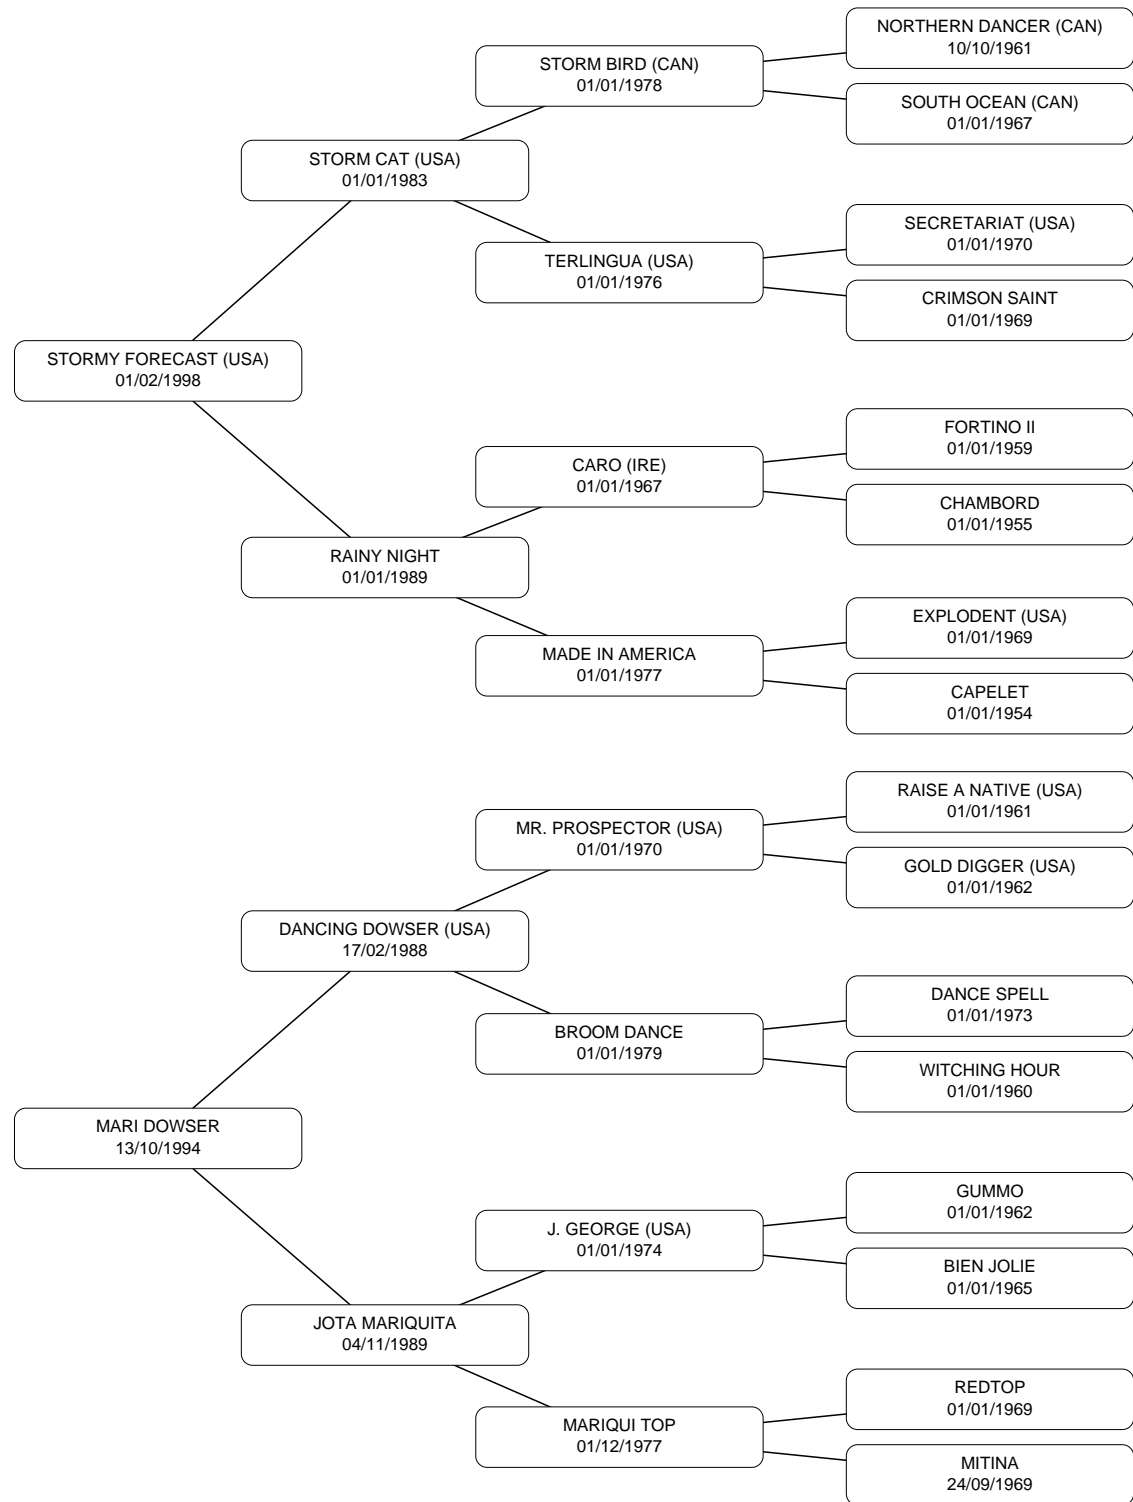 NORTHERN DANCER (CAN)
10/10/1961
STORM BIRD (CAN)
01/01/1978
SOUTH OCEAN (CAN)
01/01/1967
STORM CAT (USA)
01/01/1983
SECRETARIAT (USA)
01/01/1970
TERLINGUA (USA)
01/01/1976
CRIMSON SAINT
01/01/1969
STORMY FORECAST (USA)
01/02/1998
FORTINO II
01/01/1959
CARO (IRE)
01/01/1967
CHAMBORD
01/01/1955
RAINY NIGHT
01/01/1989
EXPLODENT (USA)
01/01/1969
MADE IN AMERICA
01/01/1977
CAPELET
01/01/1954
RAISE A NATIVE (USA)
01/01/1961
MR. PROSPECTOR (USA)
01/01/1970
GOLD DIGGER (USA)
01/01/1962
DANCING DOWSER (USA)
17/02/1988
DANCE SPELL
01/01/1973
BROOM DANCE
01/01/1979
WITCHING HOUR
01/01/1960
MARI DOWSER
13/10/1994
GUMMO
01/01/1962
J. GEORGE (USA)
01/01/1974
BIEN JOLIE
01/01/1965
JOTA MARIQUITA
04/11/1989
REDTOP
01/01/1969
MARIQUI TOP
01/12/1977
MITINA
24/09/1969